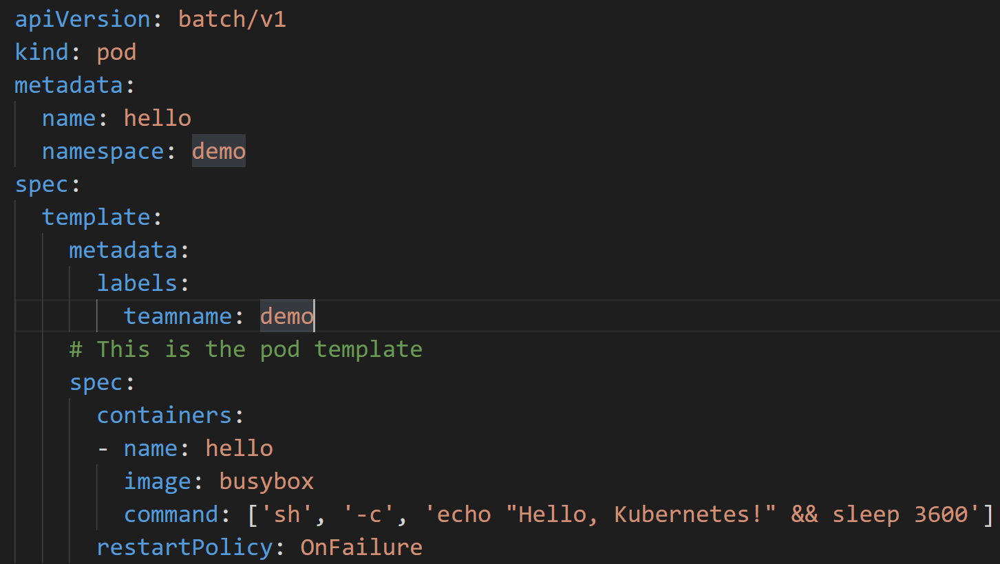 apiVersion: batch/v1
kind: pod
metadata:
  name: hello
  namespace: demo
spec:
  template:
    metadata:
      labels:
        teamname: demo
    # This is the pod template
    spec:
      containers:
      - name: hello
        image: busybox
        command: ['sh', '-c', 'echo "Hello, Kubernetes!" && sleep 3600']
      restartPolicy: OnFailure